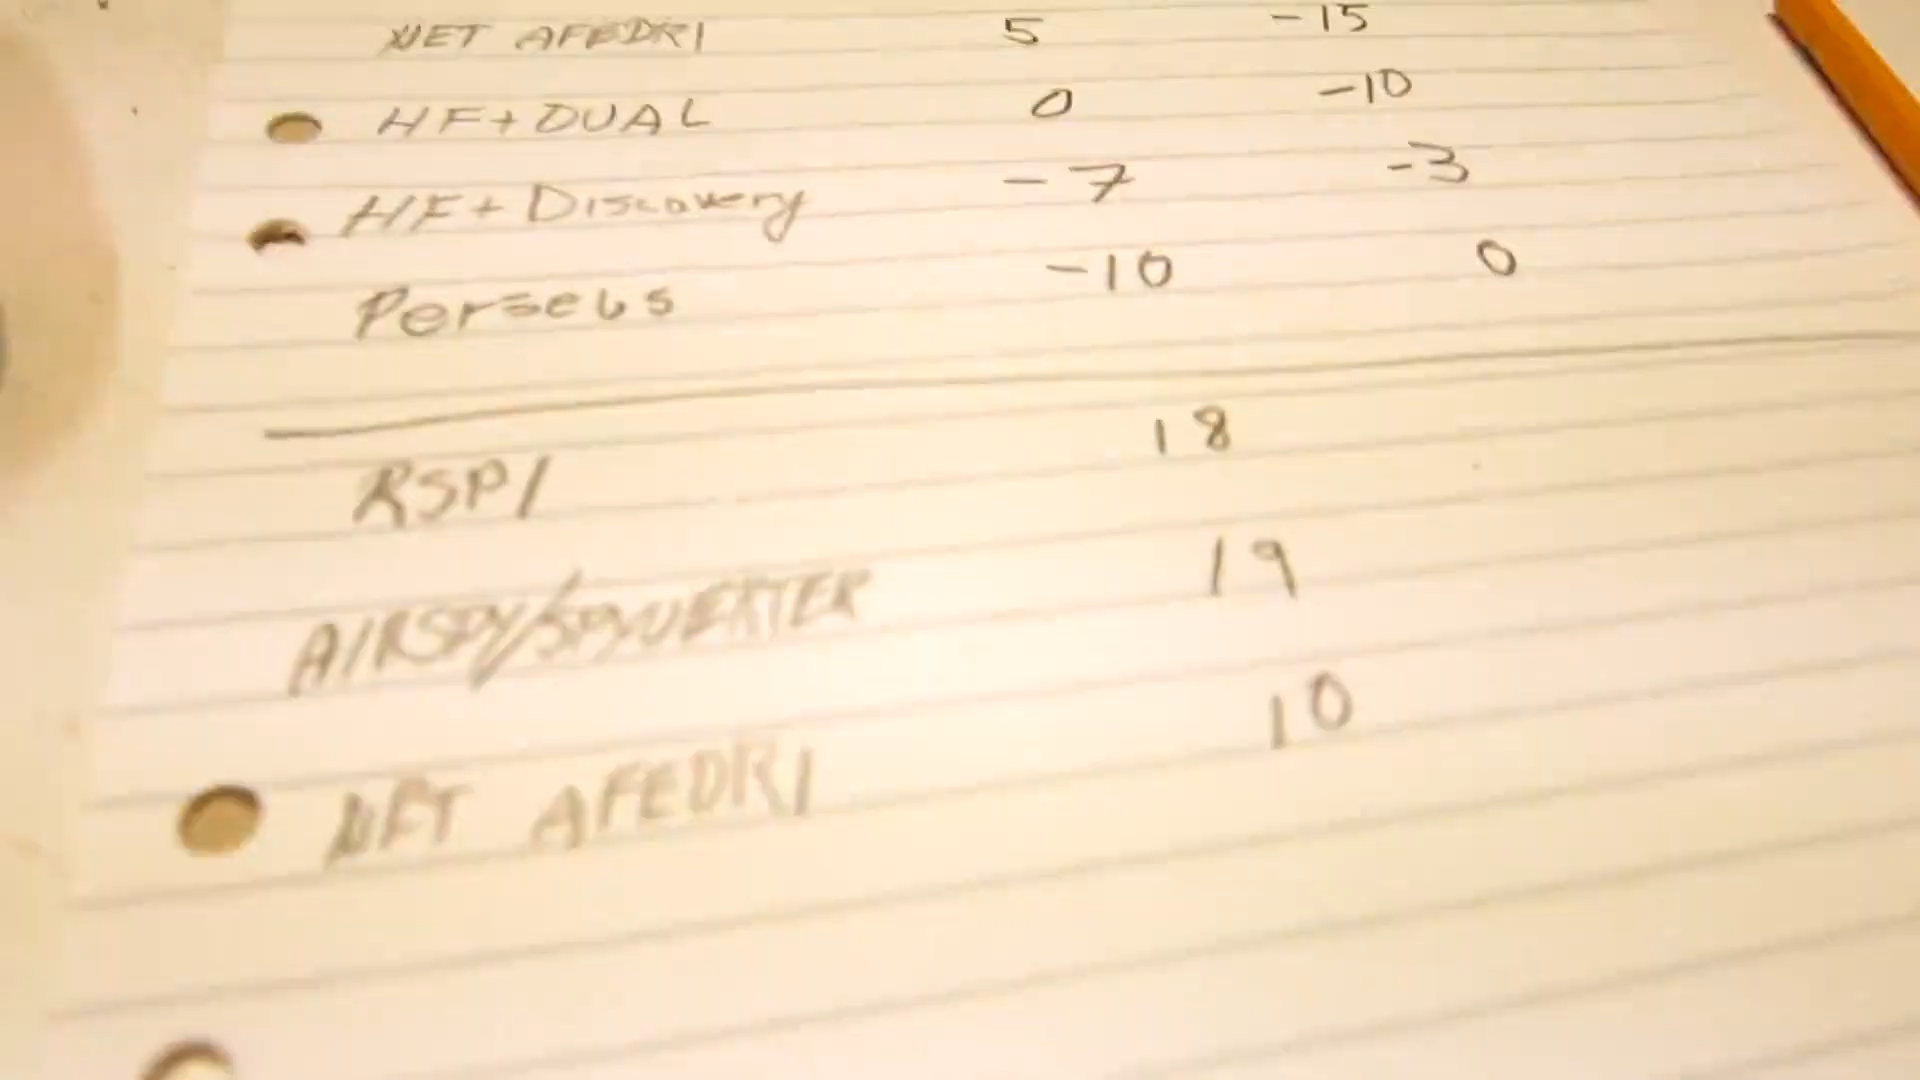 NET AFEDRI 5 -15
HF+ DUAL 0 -10
HF+ Discovery -7 -3
Perseus -10 0
RSP1 18
AIRSPY/SPYVERTER 19
NET AFEDRI 10